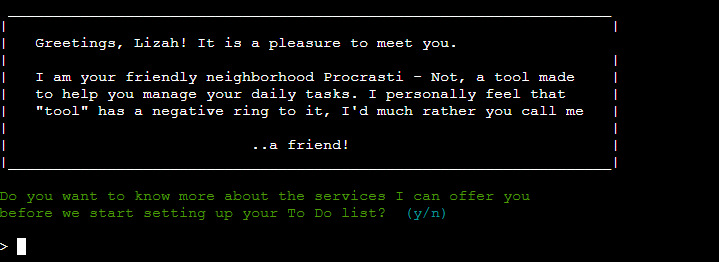 Greetings, Lizah! It is a pleasure to meet you.
I am your friendly neighborhood Procrasti - Not, a tool made
to help you manage your daily tasks. I personally feel that
"tool" has a negative ring to it, I'd much rather you call me
..a friend!
Do you want to know more about the services I can offer you
before we start setting up your To Do list? (y/n)
>